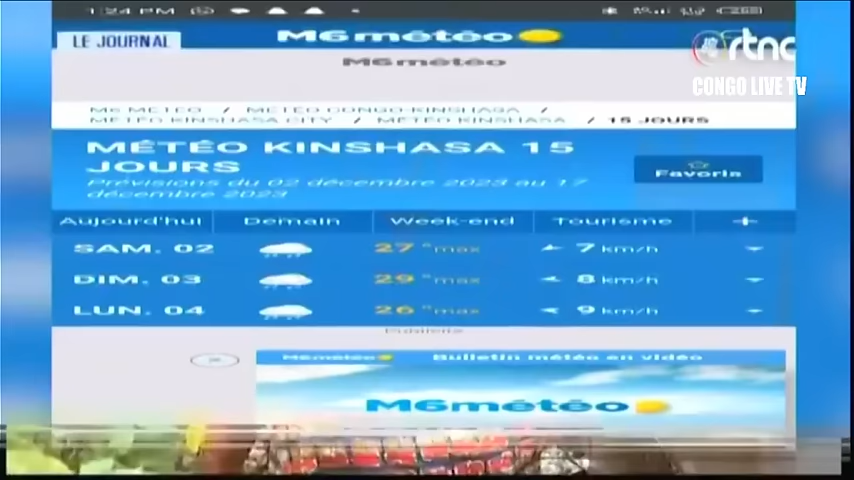 1:24 PM
LE JOURNAL
M6météo
rtnc
M6météo
CONGO LIVE TV
M6 MÉTÉO / MÉTÉO CONGO-KINSHASA /
MÉTÉO KINSHASA CITY / MÉTÉO KINSHASA / 15 JOURS
MÉTÉO KINSHASA 15
JOURS
Favoris
Prévisions du 02 décembre 2023 au 17
décembre 2023
Aujourd'hui Demain Week-end Tourisme +
SAM. 02 27 °max 7 km/h
DIM. 03 29 °max 8 km/h
LUN. 04 26 °max 9 km/h
Publicité
M6météo Bulletin météo en vidéo
M6météo